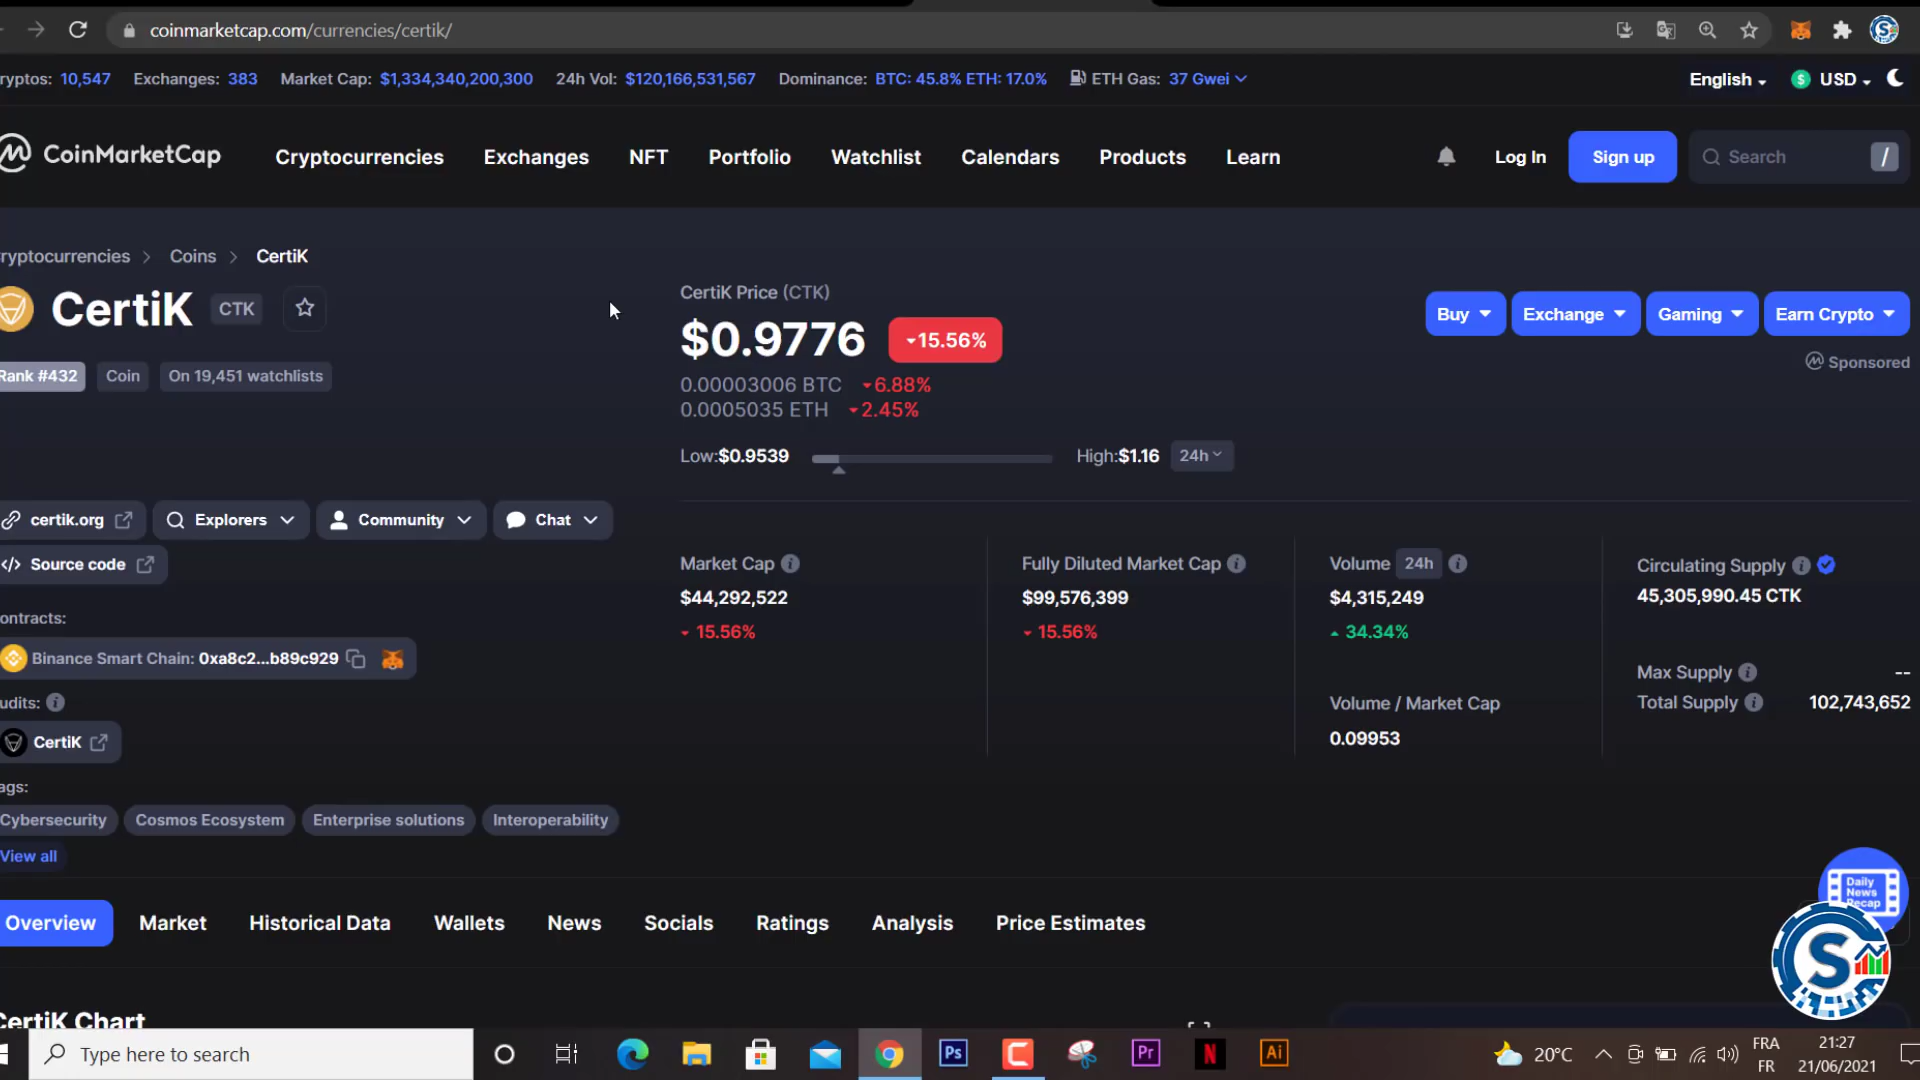 coinmarketcap.com/currencies/certik/
ryptos: 10,547 Exchanges: 383 Market Cap: $1,334,340,200,300 24h Vol: $120,166,531,567 Dominance: BTC: 45.8% ETH: 17.0% ETH Gas: 37 Gwei English USD
CoinMarketCap Cryptocurrencies Exchanges NFT Portfolio Watchlist Calendars Products Learn Log In Sign up Search /
ryptocurrencies > Coins > CertiK
CertiK CTK
Rank #432 Coin On 19,451 watchlists
CertiK Price (CTK)
$0.9776 15.56%
0.00003006 BTC 6.88%
0.0005035 ETH 2.45%
Low:$0.9539 High:$1.16 24h
Buy Exchange Gaming Earn Crypto
Sponsored
certik.org Explorers Community Chat
</> Source code
ontracts:
Binance Smart Chain: 0xa8c2...b89c929
udits:
CertiK
ags:
Cybersecurity Cosmos Ecosystem Enterprise solutions Interoperability
View all
Market Cap
$44,292,522
15.56%
Fully Diluted Market Cap
$99,576,399
15.56%
Volume 24h
$4,315,249
34.34%
Volume / Market Cap
0.09953
Circulating Supply
45,305,990.45 CTK
Max Supply --
Total Supply 102,743,652
Daily
News
Recap
Overview Market Historical Data Wallets News Socials Ratings Analysis Price Estimates
S
CertiK Chart
Type here to search
Ps
Pr
N
Ai
20°C
FRA
FR
21:27
21/06/2021